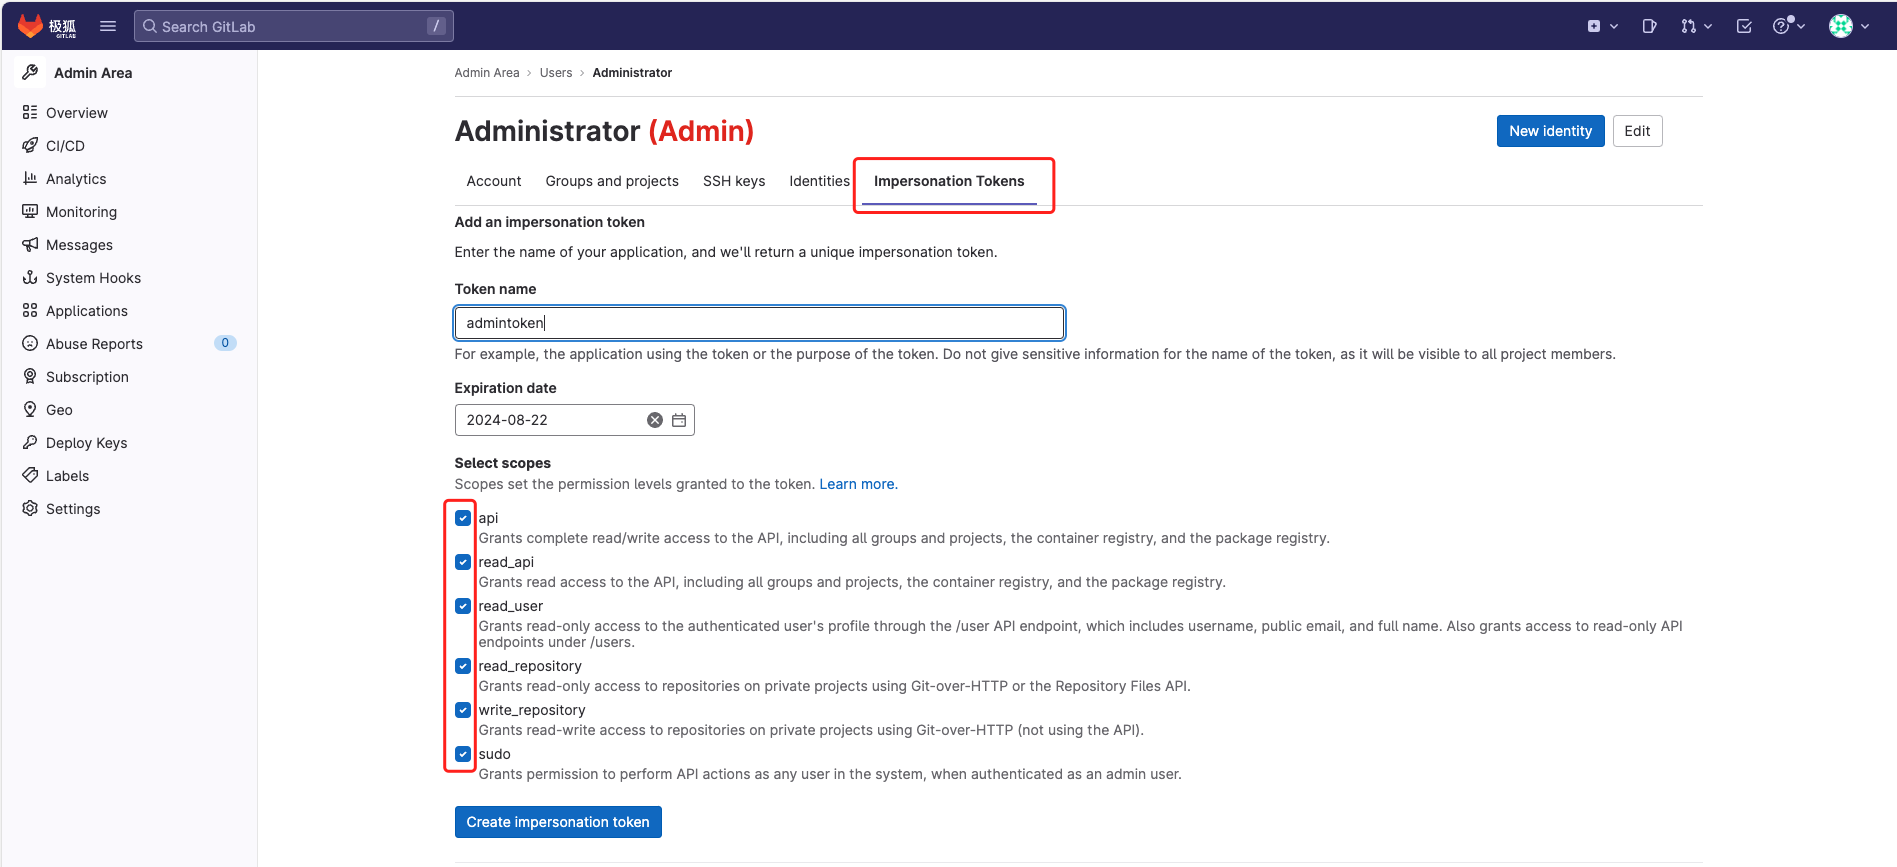 极狐
GITLAB
Search GitLab
/
Admin Area
Overview
CI/CD
Analytics
Monitoring
Messages
System Hooks
Applications
Abuse Reports
0
Subscription
Geo
Deploy Keys
Labels
Settings
Admin Area › Users › Administrator
Administrator (Admin)
New identity
Edit
Account
Groups and projects
SSH keys
Identities
Impersonation Tokens
Add an impersonation token
Enter the name of your application, and we'll return a unique impersonation token.
Token name
admintoken
For example, the application using the token or the purpose of the token. Do not give sensitive information for the name of the token, as it will be visible to all project members.
Expiration date
2024-08-22
Select scopes
Scopes set the permission levels granted to the token. Learn more.
api
Grants complete read/write access to the API, including all groups and projects, the container registry, and the package registry.
read_api
Grants read access to the API, including all groups and projects, the container registry, and the package registry.
read_user
Grants read-only access to the authenticated user's profile through the /user API endpoint, which includes username, public email, and full name. Also grants access to read-only API
endpoints under /users.
read_repository
Grants read-only access to repositories on private projects using Git-over-HTTP or the Repository Files API.
write_repository
Grants read-write access to repositories on private projects using Git-over-HTTP (not using the API).
sudo
Grants permission to perform API actions as any user in the system, when authenticated as an admin user.
Create impersonation token